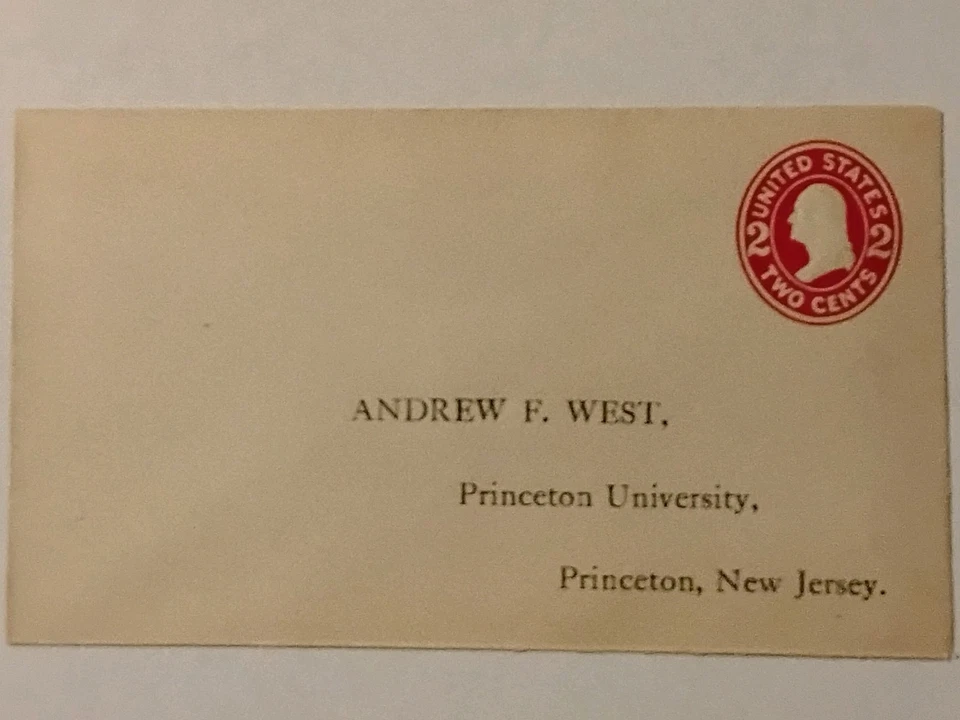 UNITED STATES
2 2
TWO CENTS
ANDREW F. WEST,
Princeton University,
Princeton, New Jersey.